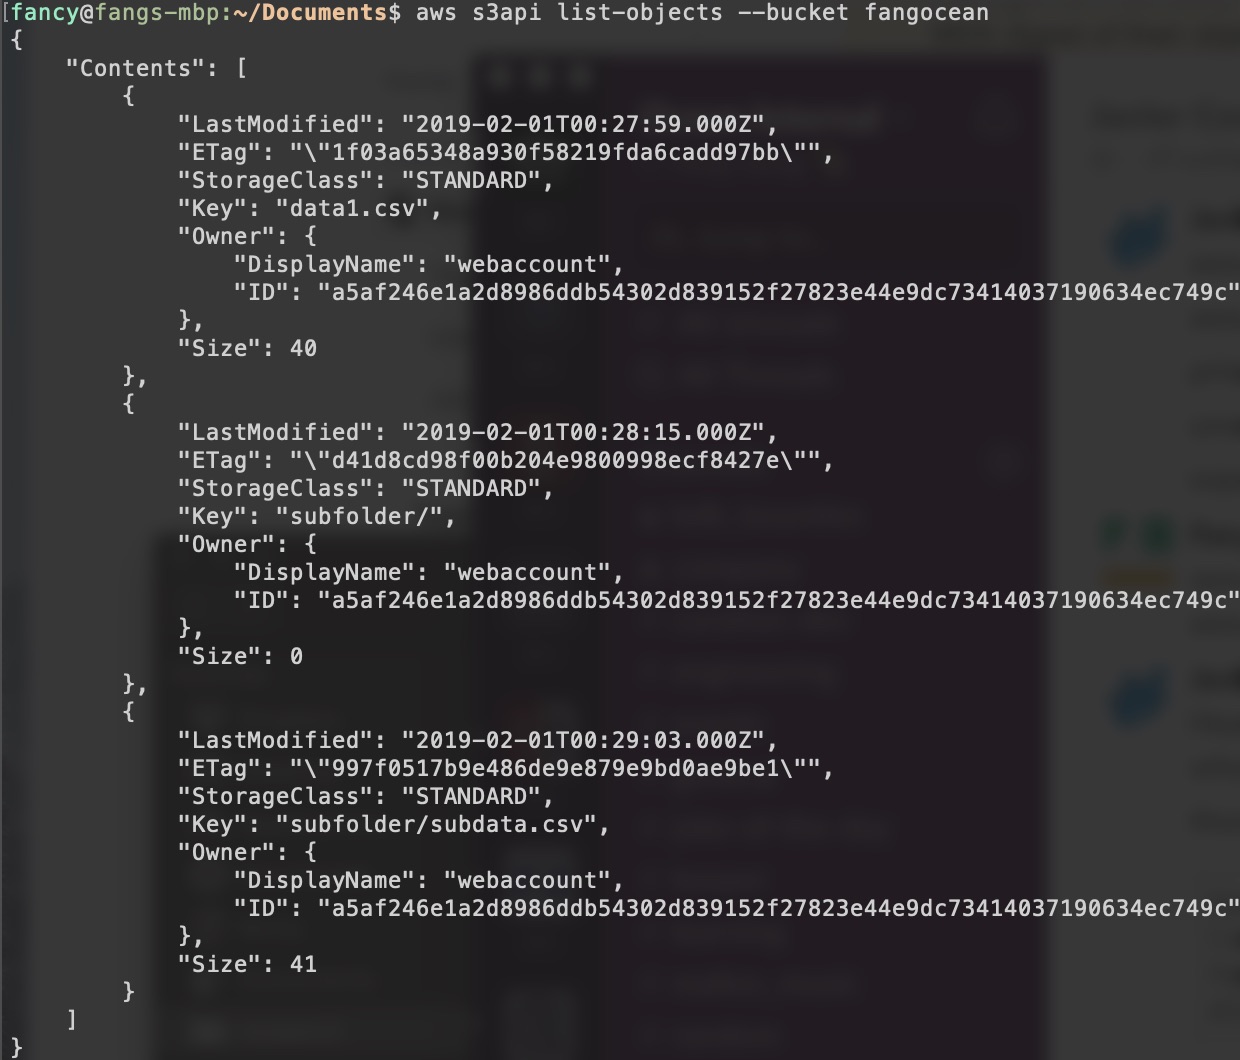 [fancy@fangs-mbp:~/Documents$ aws s3api list-objects --bucket fangocean
{
    "Contents": [
        {
            "LastModified": "2019-02-01T00:27:59.000Z",
            "ETag": "\"1f03a65348a930f58219fda6cadd97bb\"",
            "StorageClass": "STANDARD",
            "Key": "data1.csv",
            "Owner": {
                "DisplayName": "webaccount",
                "ID": "a5af246e1a2d8986ddb54302d839152f27823e44e9dc73414037190634ec749c"
            },
            "Size": 40
        },
        {
            "LastModified": "2019-02-01T00:28:15.000Z",
            "ETag": "\"d41d8cd98f00b204e9800998ecf8427e\"",
            "StorageClass": "STANDARD",
            "Key": "subfolder/",
            "Owner": {
                "DisplayName": "webaccount",
                "ID": "a5af246e1a2d8986ddb54302d839152f27823e44e9dc73414037190634ec749c"
            },
            "Size": 0
        },
        {
            "LastModified": "2019-02-01T00:29:03.000Z",
            "ETag": "\"997f0517b9e486de9e879e9bd0ae9be1\"",
            "StorageClass": "STANDARD",
            "Key": "subfolder/subdata.csv",
            "Owner": {
                "DisplayName": "webaccount",
                "ID": "a5af246e1a2d8986ddb54302d839152f27823e44e9dc73414037190634ec749c"
            },
            "Size": 41
        }
    ]
}